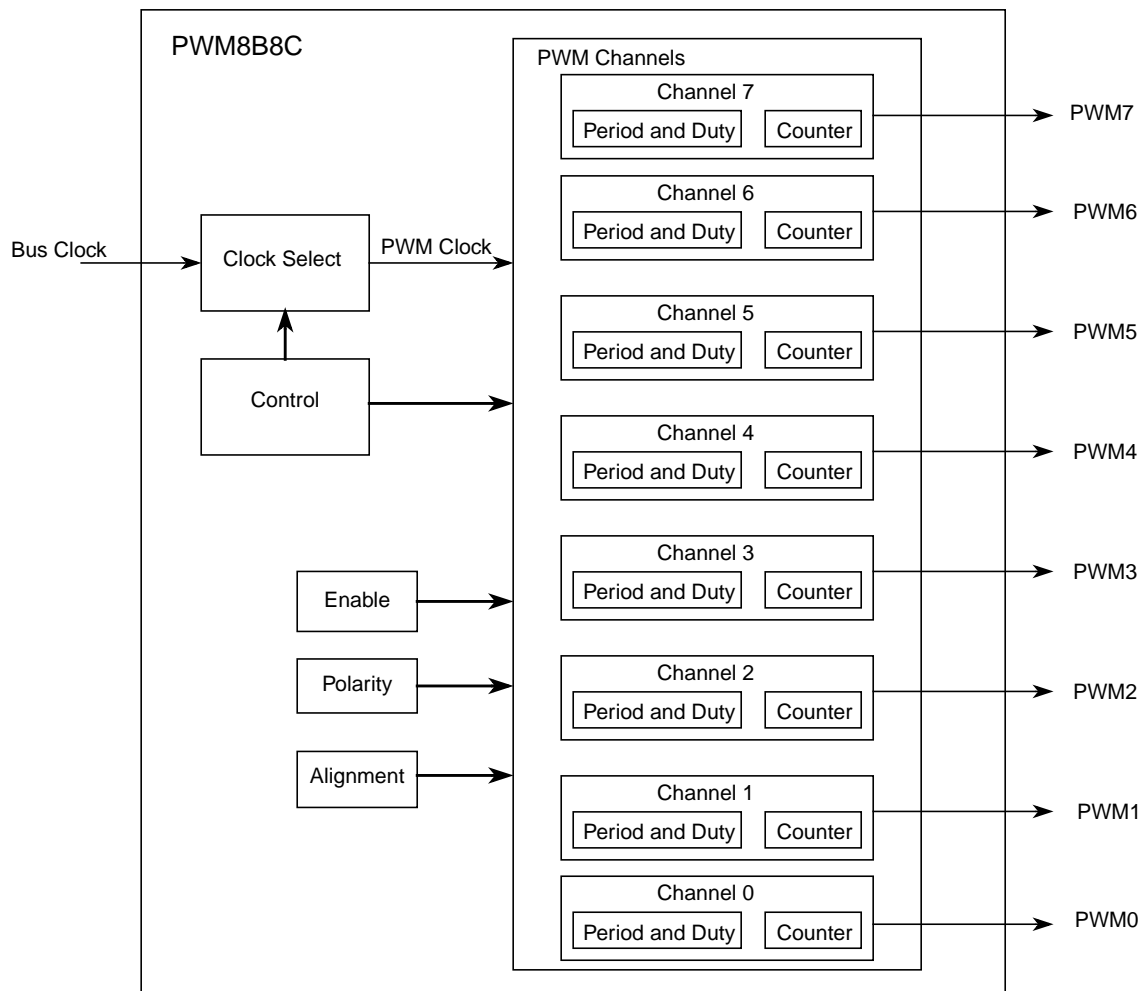 PWM8B8C
PWM Channels
Channel 7
Period and Duty
Counter
PWM7
Channel 6
Period and Duty
Counter
PWM6
Bus Clock
Clock Select
PWM Clock
Channel 5
Period and Duty
Counter
PWM5
Control
Channel 4
Period and Duty
Counter
PWM4
Channel 3
Period and Duty
Counter
PWM3
Enable
Polarity
Channel 2
Period and Duty
Counter
PWM2
Alignment
Channel 1
Period and Duty
Counter
PWM1
Channel 0
Period and Duty
Counter
PWM0